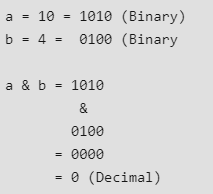 a = 10 = 1010 (Binary)
b = 4 =  0100 (Binary

a & b = 1010
         &
        0100
      = 0000
      = 0 (Decimal)